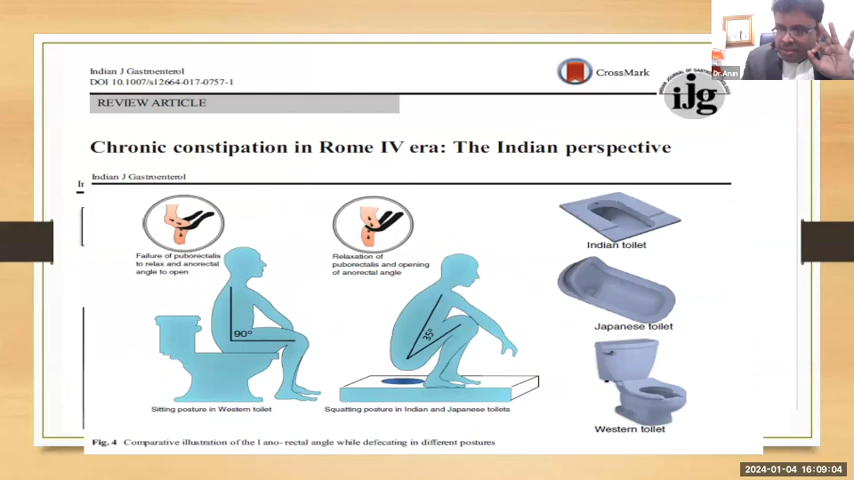 Indian J Gastroenterol
DOI 10.1007/s12664-017-0757-1
CrossMark
Dr.Arun
INDIAN JOURNAL OF GASTROENTEROLOGY
ijg
REVIEW ARTICLE
Chronic constipation in Rome IV era: The Indian perspective
Indian J Gastroenterol
Failure of puborectalis
to relax and anorectal
angle to open
Relaxation of
puborectalis and opening
of anorectal angle
Indian toilet
Japanese toilet
90°
35°
Western toilet
Sitting posture in Western toilet
Squatting posture in Indian and Japanese toilets
Fig. 4 Comparative illustration of the l ano- rectal angle while defecating in different postures
2024-01-04 16:09:04